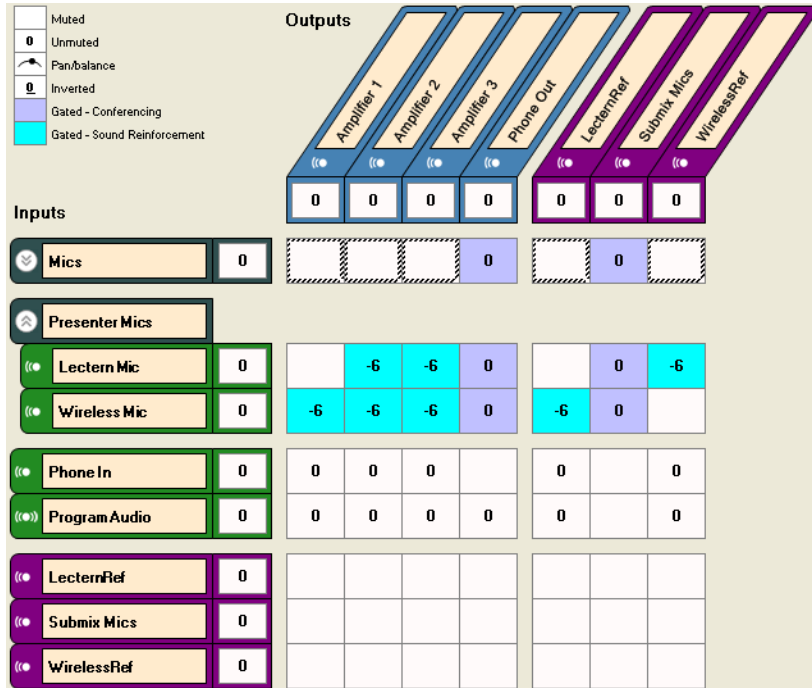 Muted
0 Unmuted
Pan/balance
0 Inverted
Gated - Conferencing
Gated - Sound Reinforcement
Outputs
Amplifier 1
Amplifier 2
Amplifier 3
Phone Out
LecternRef
Submix Mics
WirelessRef
0 0 0 0 0 0 0
Inputs
Mics 0 0 0
Presenter Mics
Lectern Mic 0 -6 -6 0 0 -6
Wireless Mic 0 -6 -6 -6 0 -6 0
Phone In 0 0 0 0 0 0
Program Audio 0 0 0 0 0 0 0
LecternRef 0
Submix Mics 0
WirelessRef 0